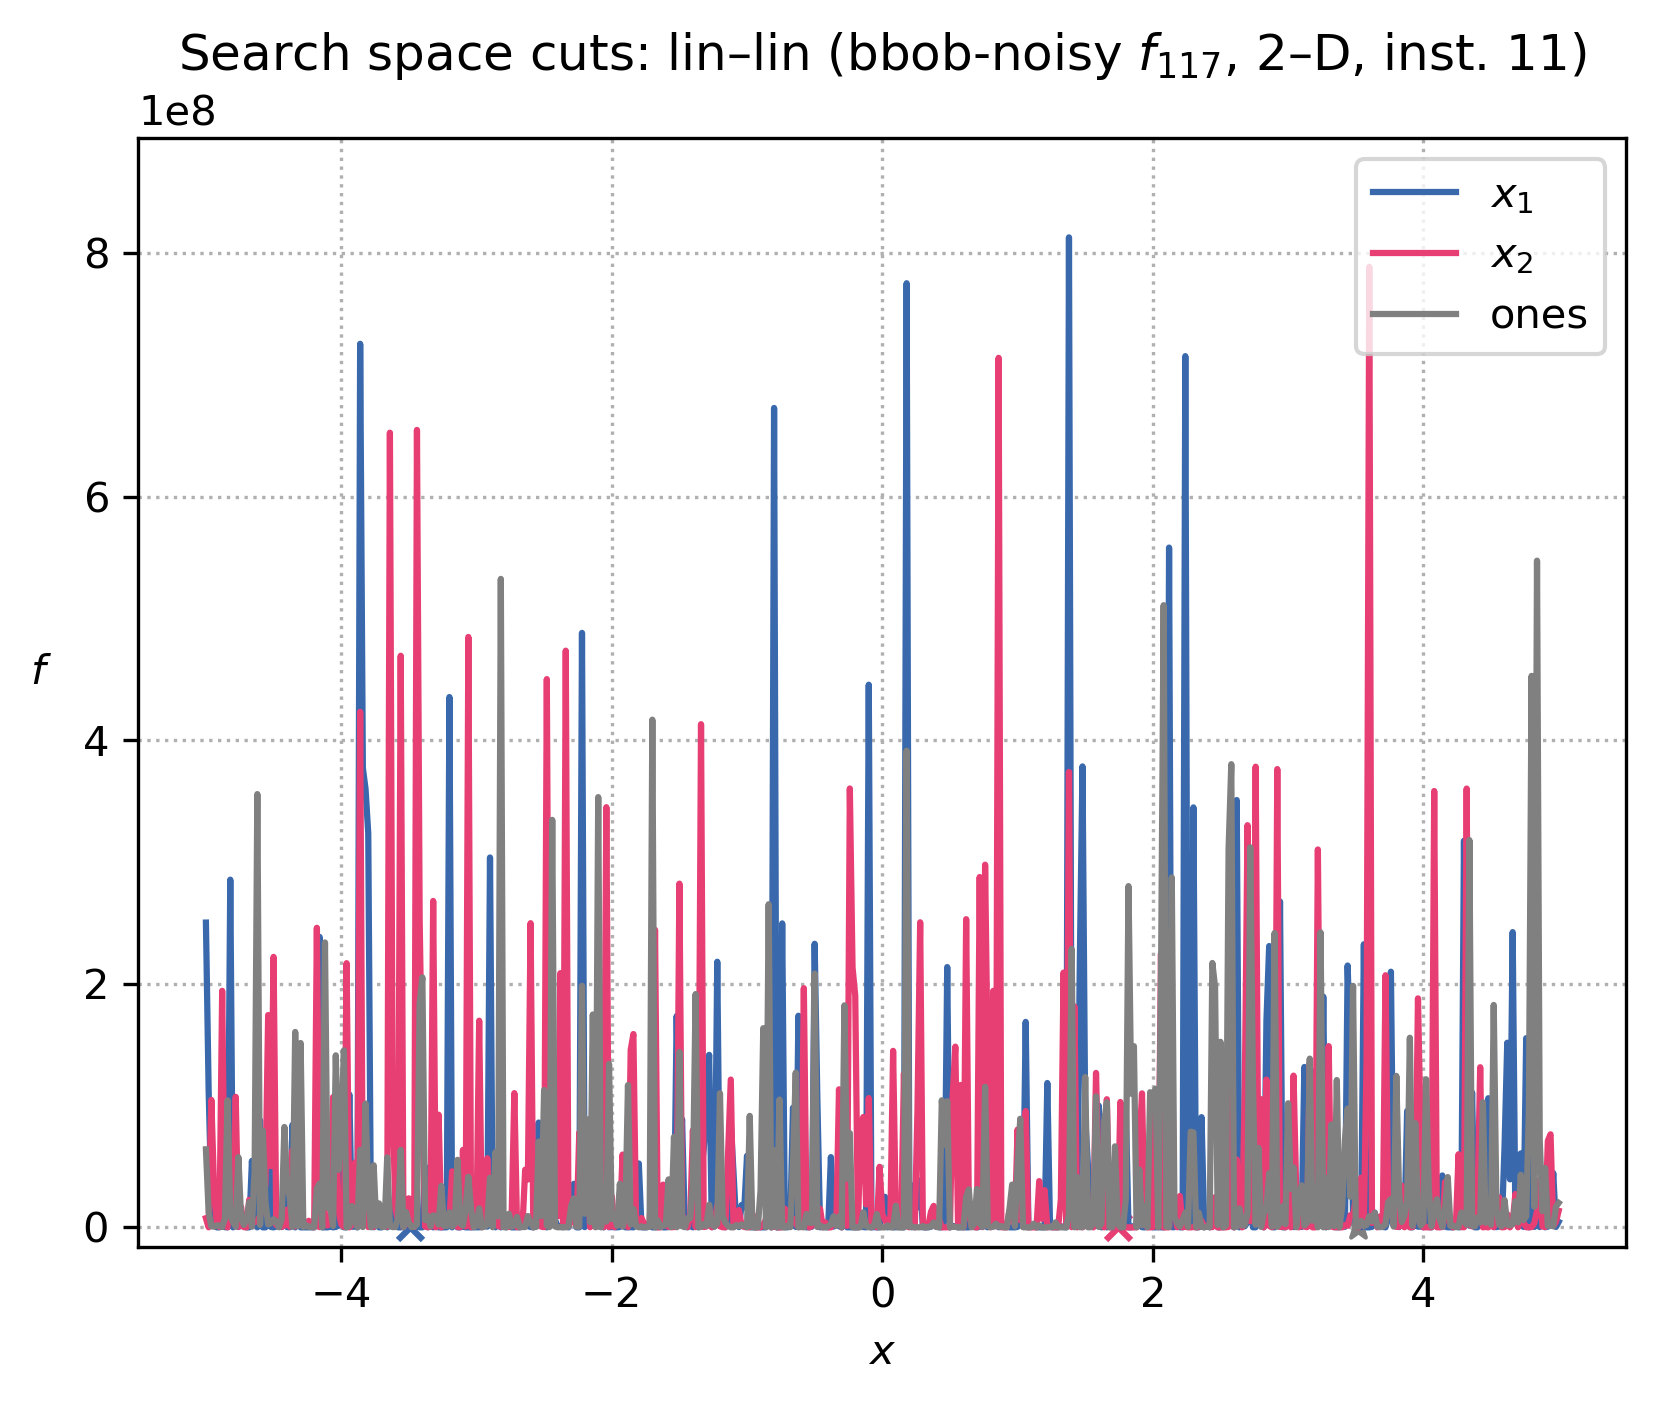 Search space cuts: lin–lin (bbob-noisy f₁₁₇, 2–D, inst. 11)
1e8
x₁
x₂
ones
8
6
4
2
0
f
−4
−2
0
2
4
x